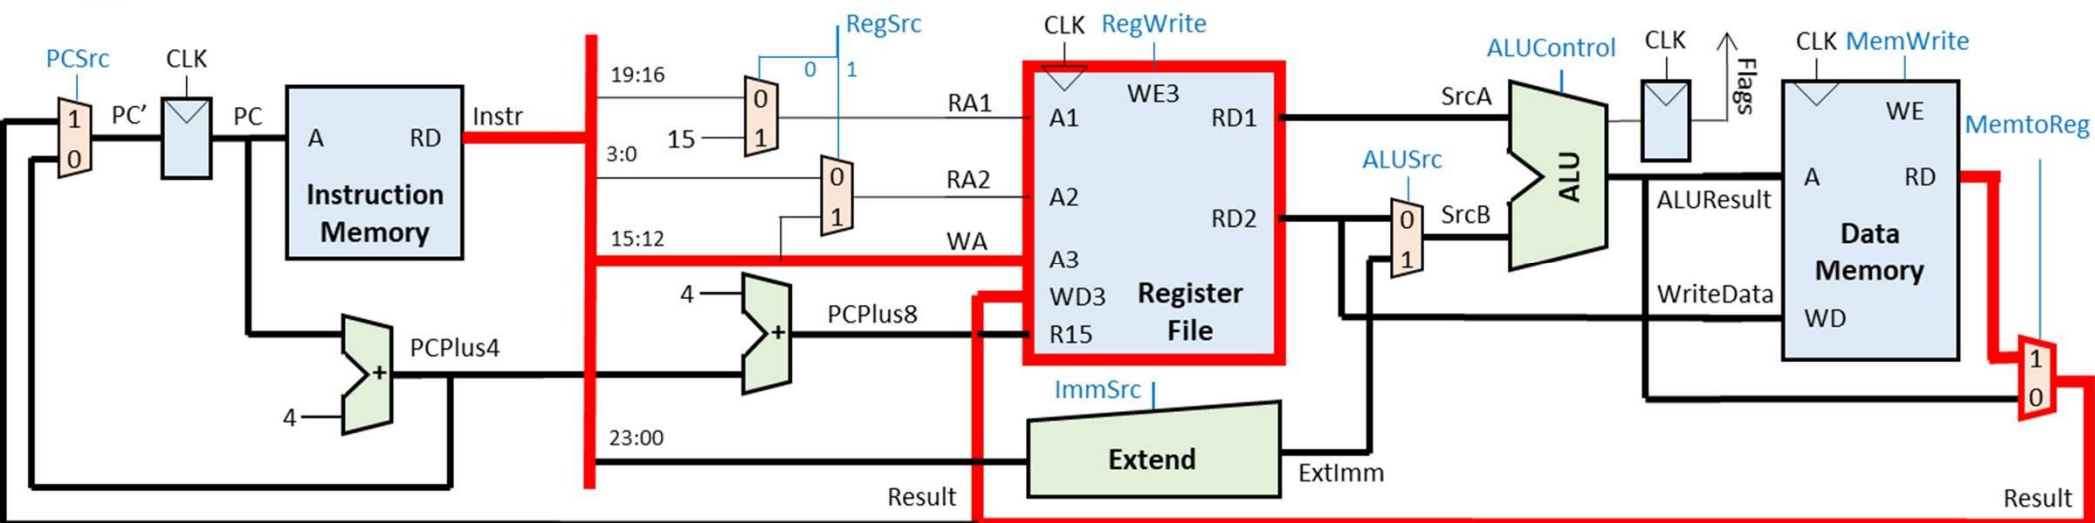 PCSrc
CLK
1
0
PC’
PC
A
RD
Instruction
Memory
Instr
4
+
PCPlus4
19:16
15
3:0
15:12
23:00
RegSrc
0
1
0
1
0
1
4
+
PCPlus8
RA1
RA2
WA
CLK
RegWrite
WE3
A1
RD1
A2
RD2
A3
WD3
R15
Register
File
ImmSrc
Extend
ExtImm
Result
SrcA
ALUSrc
0
1
SrcB
ALUControl
ALU
CLK
Flags
ALUResult
WriteData
CLK
MemWrite
WE
A
RD
Data
Memory
WD
MemtoReg
1
0
Result